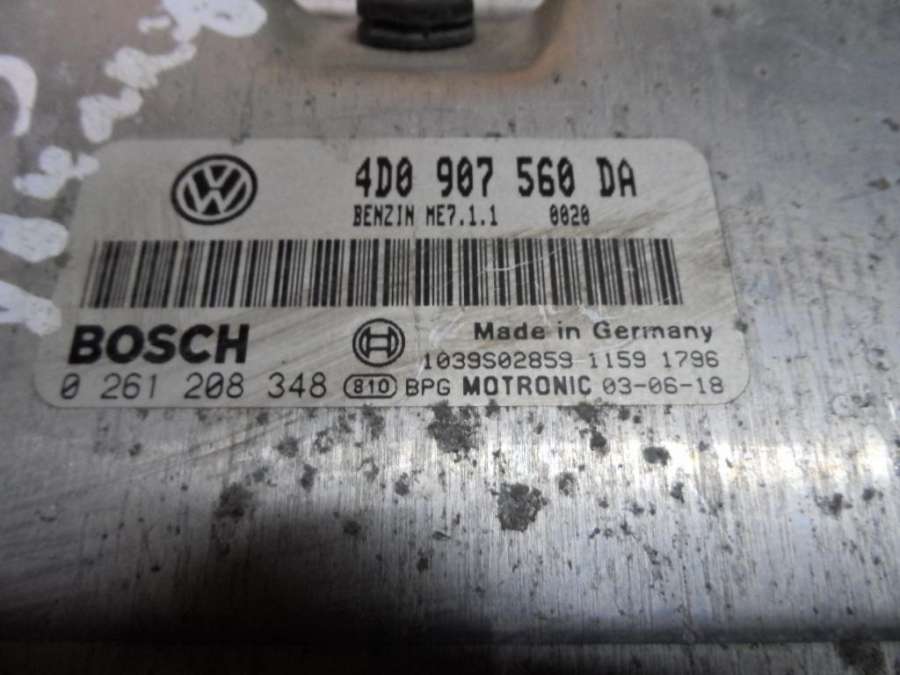 4D0 907 560 DA
BENZIN ME7.1.1 0020
BOSCH
Made in Germany
1039S02859 1159 1796
0 261 208 348 810 BPG MOTRONIC 03-06-18